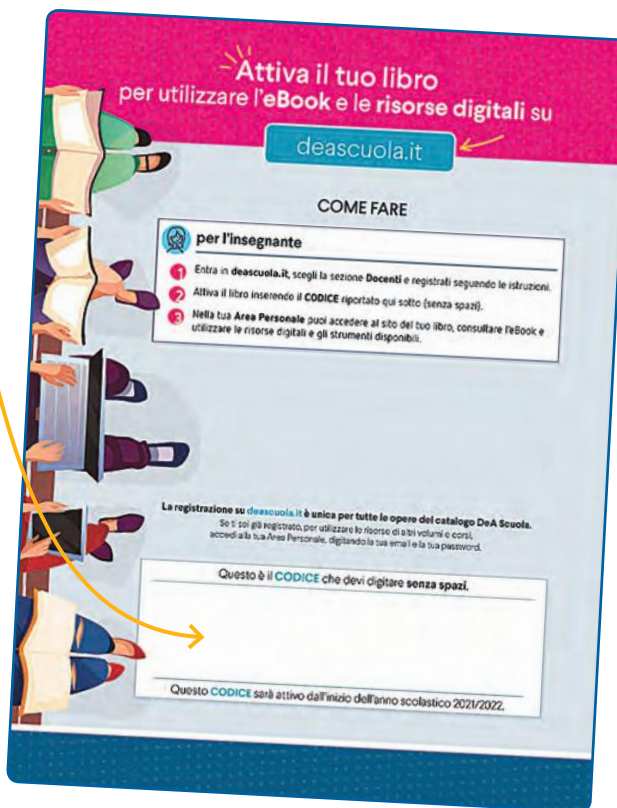 Attiva il tuo libro
per utilizzare l'eBook e le risorse digitali su
deascuola.it
COME FARE
per l'insegnante
1 Entra in deascuola.it, scegli la sezione Docenti e registrati seguendo le istruzioni.
2 Attiva il libro inserendo il CODICE riportato qui sotto (senza spazi).
3 Nella tua Area Personale puoi accedere al sito del tuo libro, consultare l'eBook e
utilizzare le risorse digitali e gli strumenti disponibili.
La registrazione su deascuola.it è unica per tutte le opere del catalogo DeA Scuola.
Se ti sei già registrato, per utilizzare le risorse di altri volumi e corsi,
accedi alla tua Area Personale, digitando la tua email e la tua password.
Questo è il CODICE che devi digitare senza spazi.
Questo CODICE sarà attivo dall'inizio dell'anno scolastico 2021/2022.